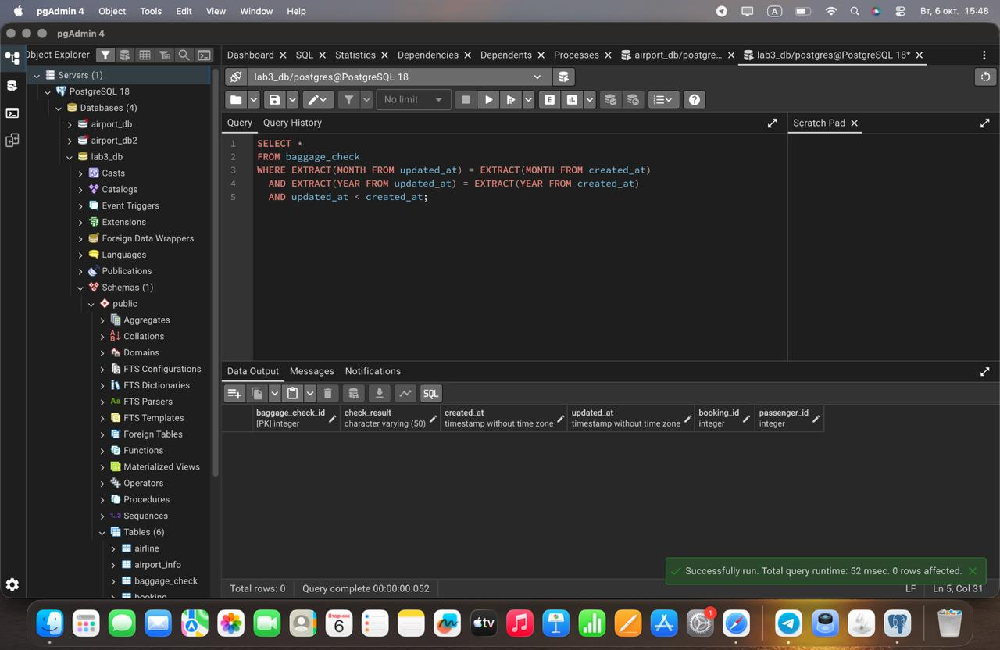 pgAdmin 4 Object Tools Edit View Window Help A Вт, 6 окт. 15:48
pgAdmin 4
Object Explorer
Dashboard SQL Statistics Dependencies Dependents Processes airport_db/postgre... lab3_db/postgres@PostgreSQL 18*
Servers (1)
PostgreSQL 18
Databases (4)
airport_db
airport_db2
lab3_db
Casts
Catalogs
Event Triggers
Extensions
Foreign Data Wrappers
Languages
Publications
Schemas (1)
public
Aggregates
Collations
Domains
FTS Configurations
FTS Dictionaries
Aa FTS Parsers
FTS Templates
Foreign Tables
Functions
Materialized Views
Operators
Procedures
1..3 Sequences
Tables (6)
airline
airport_info
baggage_check
booking
lab3_db/postgres@PostgreSQL 18
No limit
E
Query Query History
Scratch Pad
1 SELECT *
2 FROM baggage_check
3 WHERE EXTRACT(MONTH FROM updated_at) = EXTRACT(MONTH FROM created_at)
4 AND EXTRACT(YEAR FROM updated_at) = EXTRACT(YEAR FROM created_at)
5 AND updated_at < created_at;
Data Output Messages Notifications
SQL
baggage_check_id check_result created_at updated_at booking_id passenger_id
[PK] integer character varying (50) timestamp without time zone timestamp without time zone integer integer
Successfully run. Total query runtime: 52 msec. 0 rows affected.
Total rows: 0 Query complete 00:00:00.052 LF Ln 5, Col 31
Вторник
6
tv
1